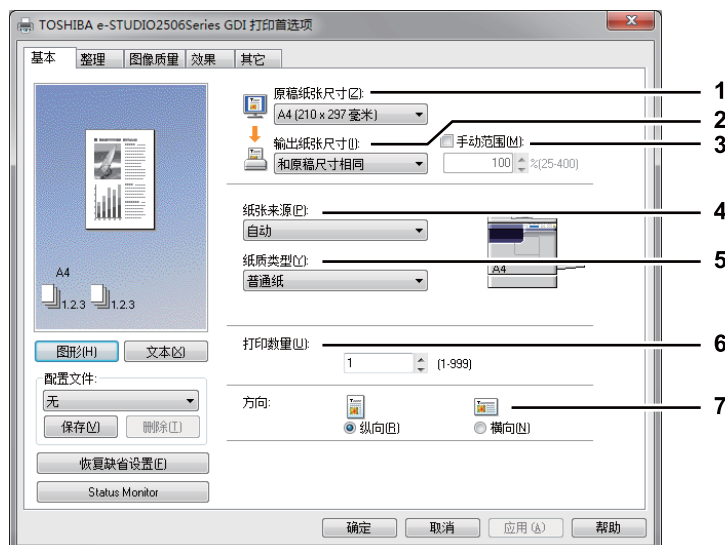 TOSHIBA e-STUDIO2506Series GDI 打印首选项
基本 整理 图像质量 效果 其它
原稿纸张尺寸(Z):
1
A4 (210 x 297 毫米)
2
输出纸张尺寸(I):
手动范围(M):
3
和原稿尺寸相同
100 %(25-400)
纸张来源(P):
4
自动
纸质类型(Y):
5
普通纸
A4
A4
1.2.3 1.2.3
打印数量(U):
6
1 (1-999)
图形(H) 文本(X)
配置文件:
无
保存(V) 删除(T)
方向:
7
纵向(R) 横向(N)
恢复缺省设置(F)
Status Monitor
确定 取消 应用(A) 帮助